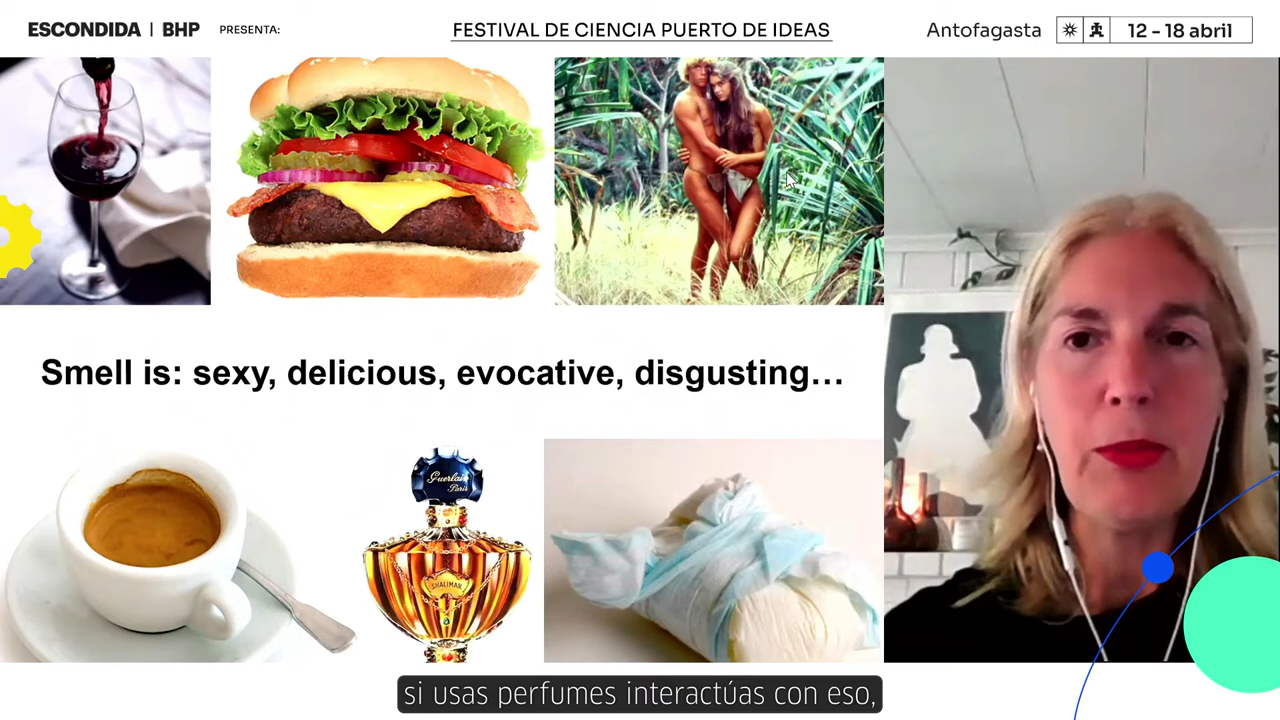 ESCONDIDA | BHP PRESENTA:
FESTIVAL DE CIENCIA PUERTO DE IDEAS
Antofagasta 12 - 18 abril
Smell is: sexy, delicious, evocative, disgusting...
Guerlain
Paris
SHALIMAR
si usas perfumes interactúas con eso,